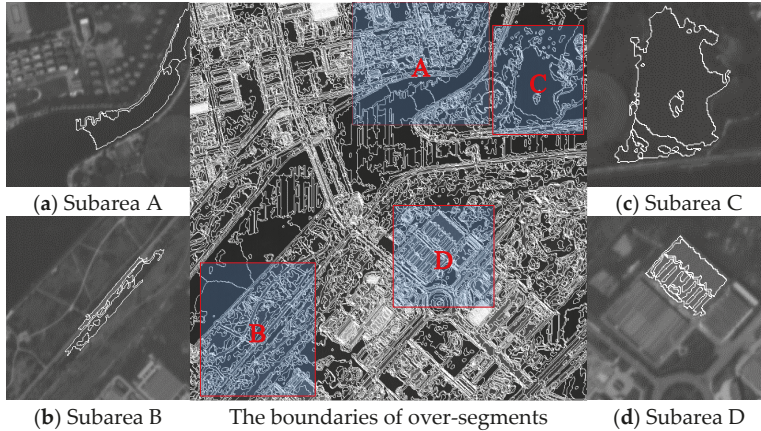 A
C
D
B
(a) Subarea A
(c) Subarea C
(b) Subarea B
The boundaries of over-segments
(d) Subarea D